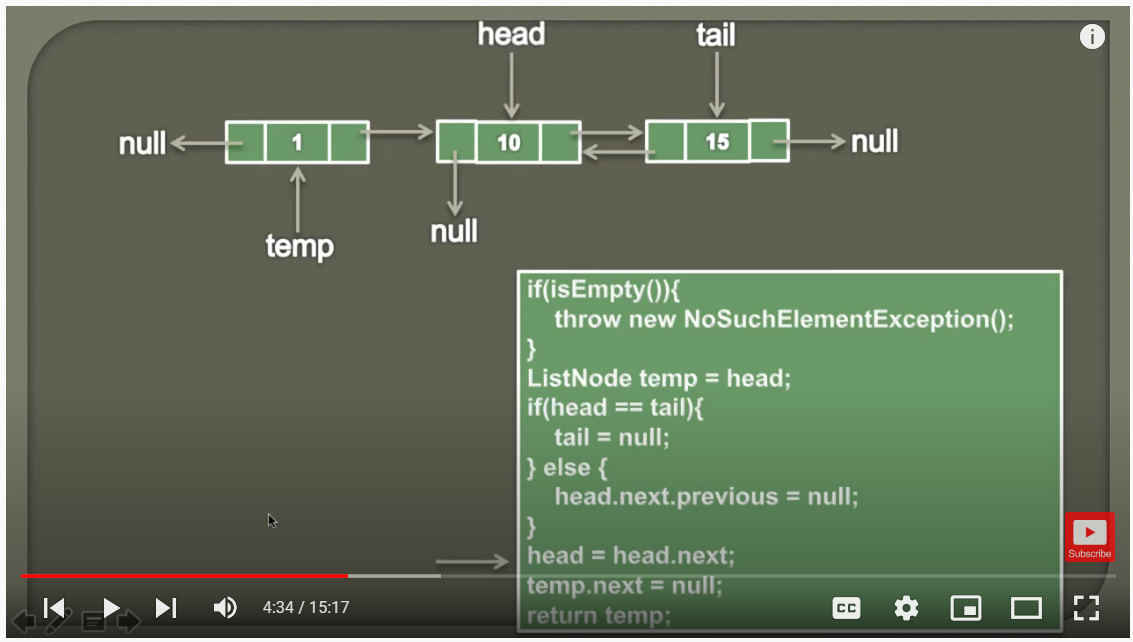 head
tail
null
1
10
15
null
null
temp
if(isEmpty()){
throw new NoSuchElementException();
}
ListNode temp = head;
if(head == tail){
tail = null;
} else {
head.next.previous = null;
}
head = head.next;
temp.next = null;
return temp;
Subscribe
4:34 / 15:17
CC
i